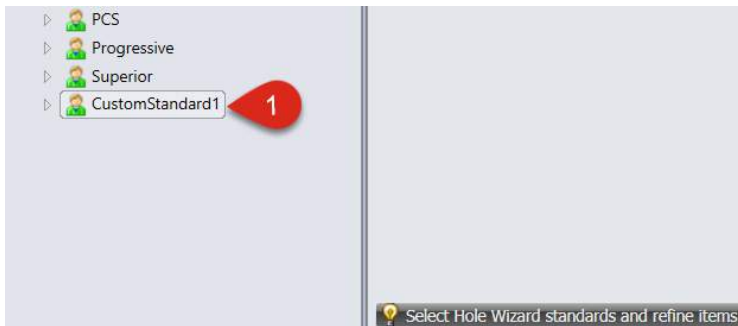 PCS
Progressive
Superior
CustomStandard1
1
Select Hole Wizard standards and refine items